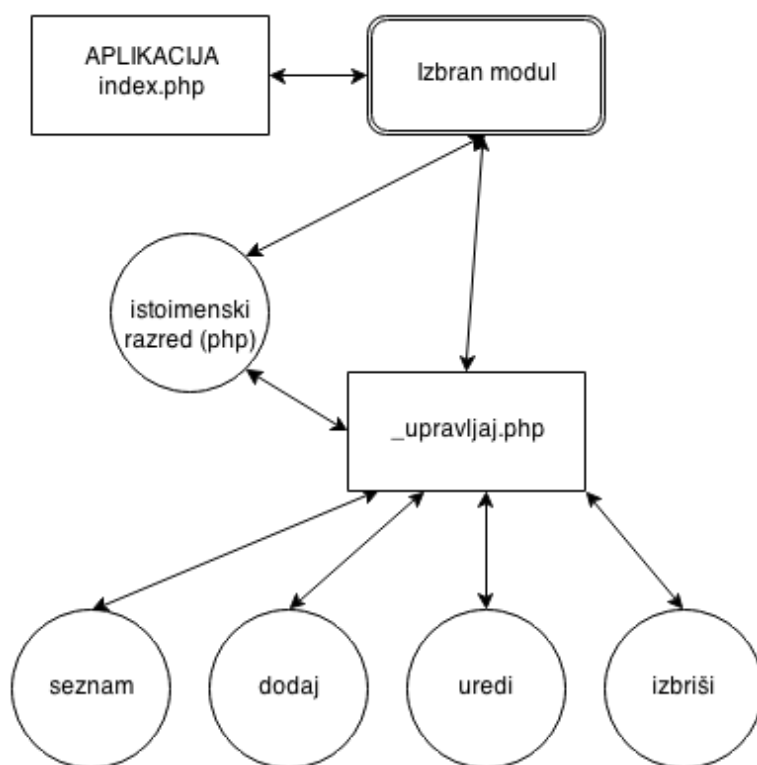 APLIKACIJA
index.php
Izbran modul
istoimenski
razred (php)
_upravljaj.php
seznam
dodaj
uredi
izbriši